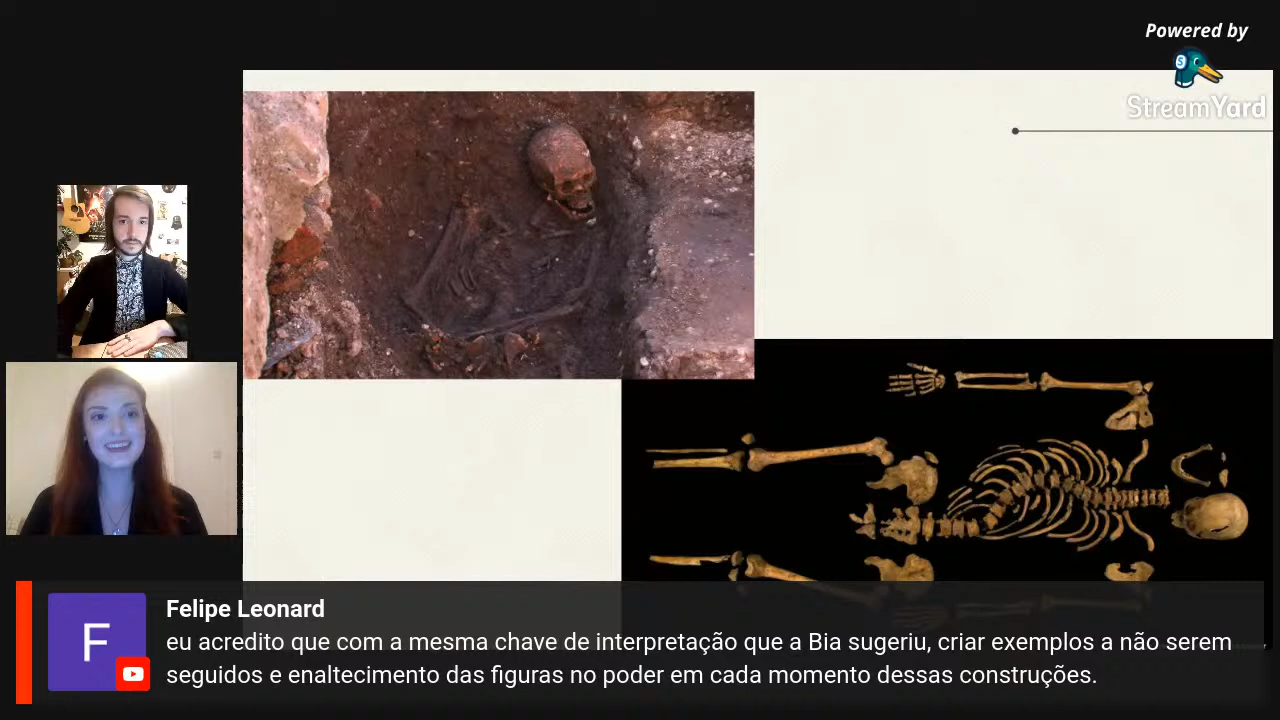 Powered by
StreamYard
Felipe Leonard
eu acredito que com a mesma chave de interpretação que a Bia sugeriu, criar exemplos a não serem
seguidos e enaltecimento das figuras no poder em cada momento dessas construções.
F